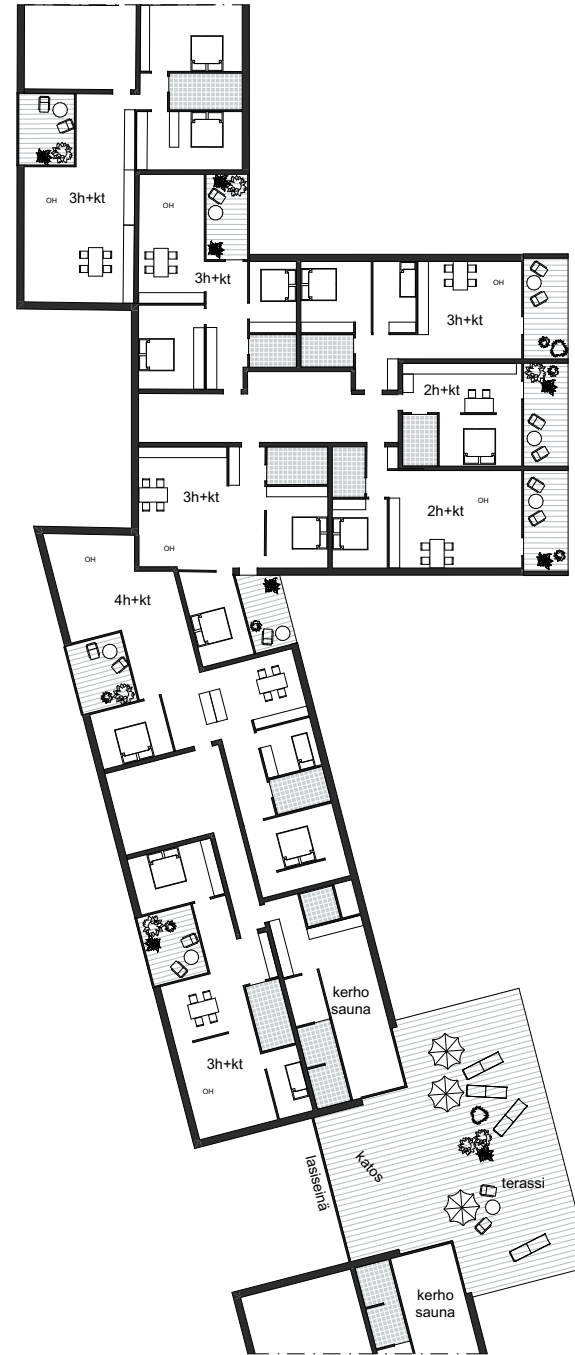 OH
3h+kt
OH
3h+kt
OH
3h+kt
2h+kt
3h+kt
OH
OH
2h+kt
OH
4h+kt
kerho
sauna
3h+kt
OH
katos
lasiseinä
terassi
kerho
sauna